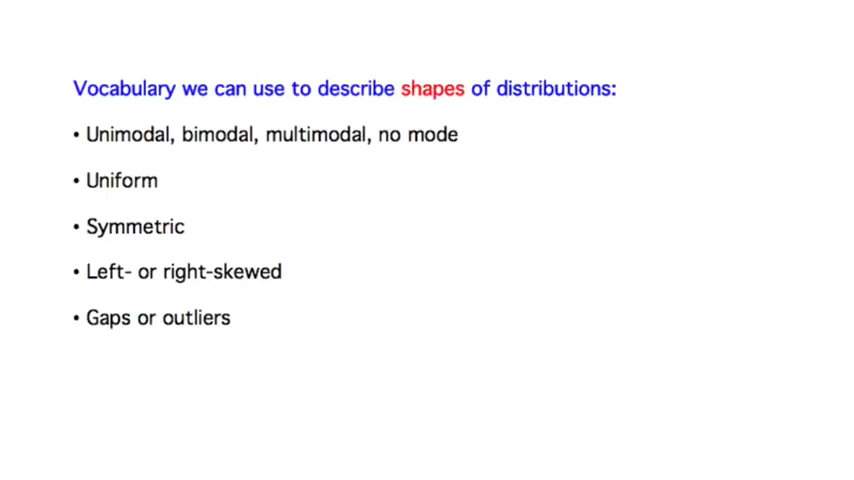 Vocabulary we can use to describe shapes of distributions:
• Unimodal, bimodal, multimodal, no mode
• Uniform
• Symmetric
• Left- or right-skewed
• Gaps or outliers